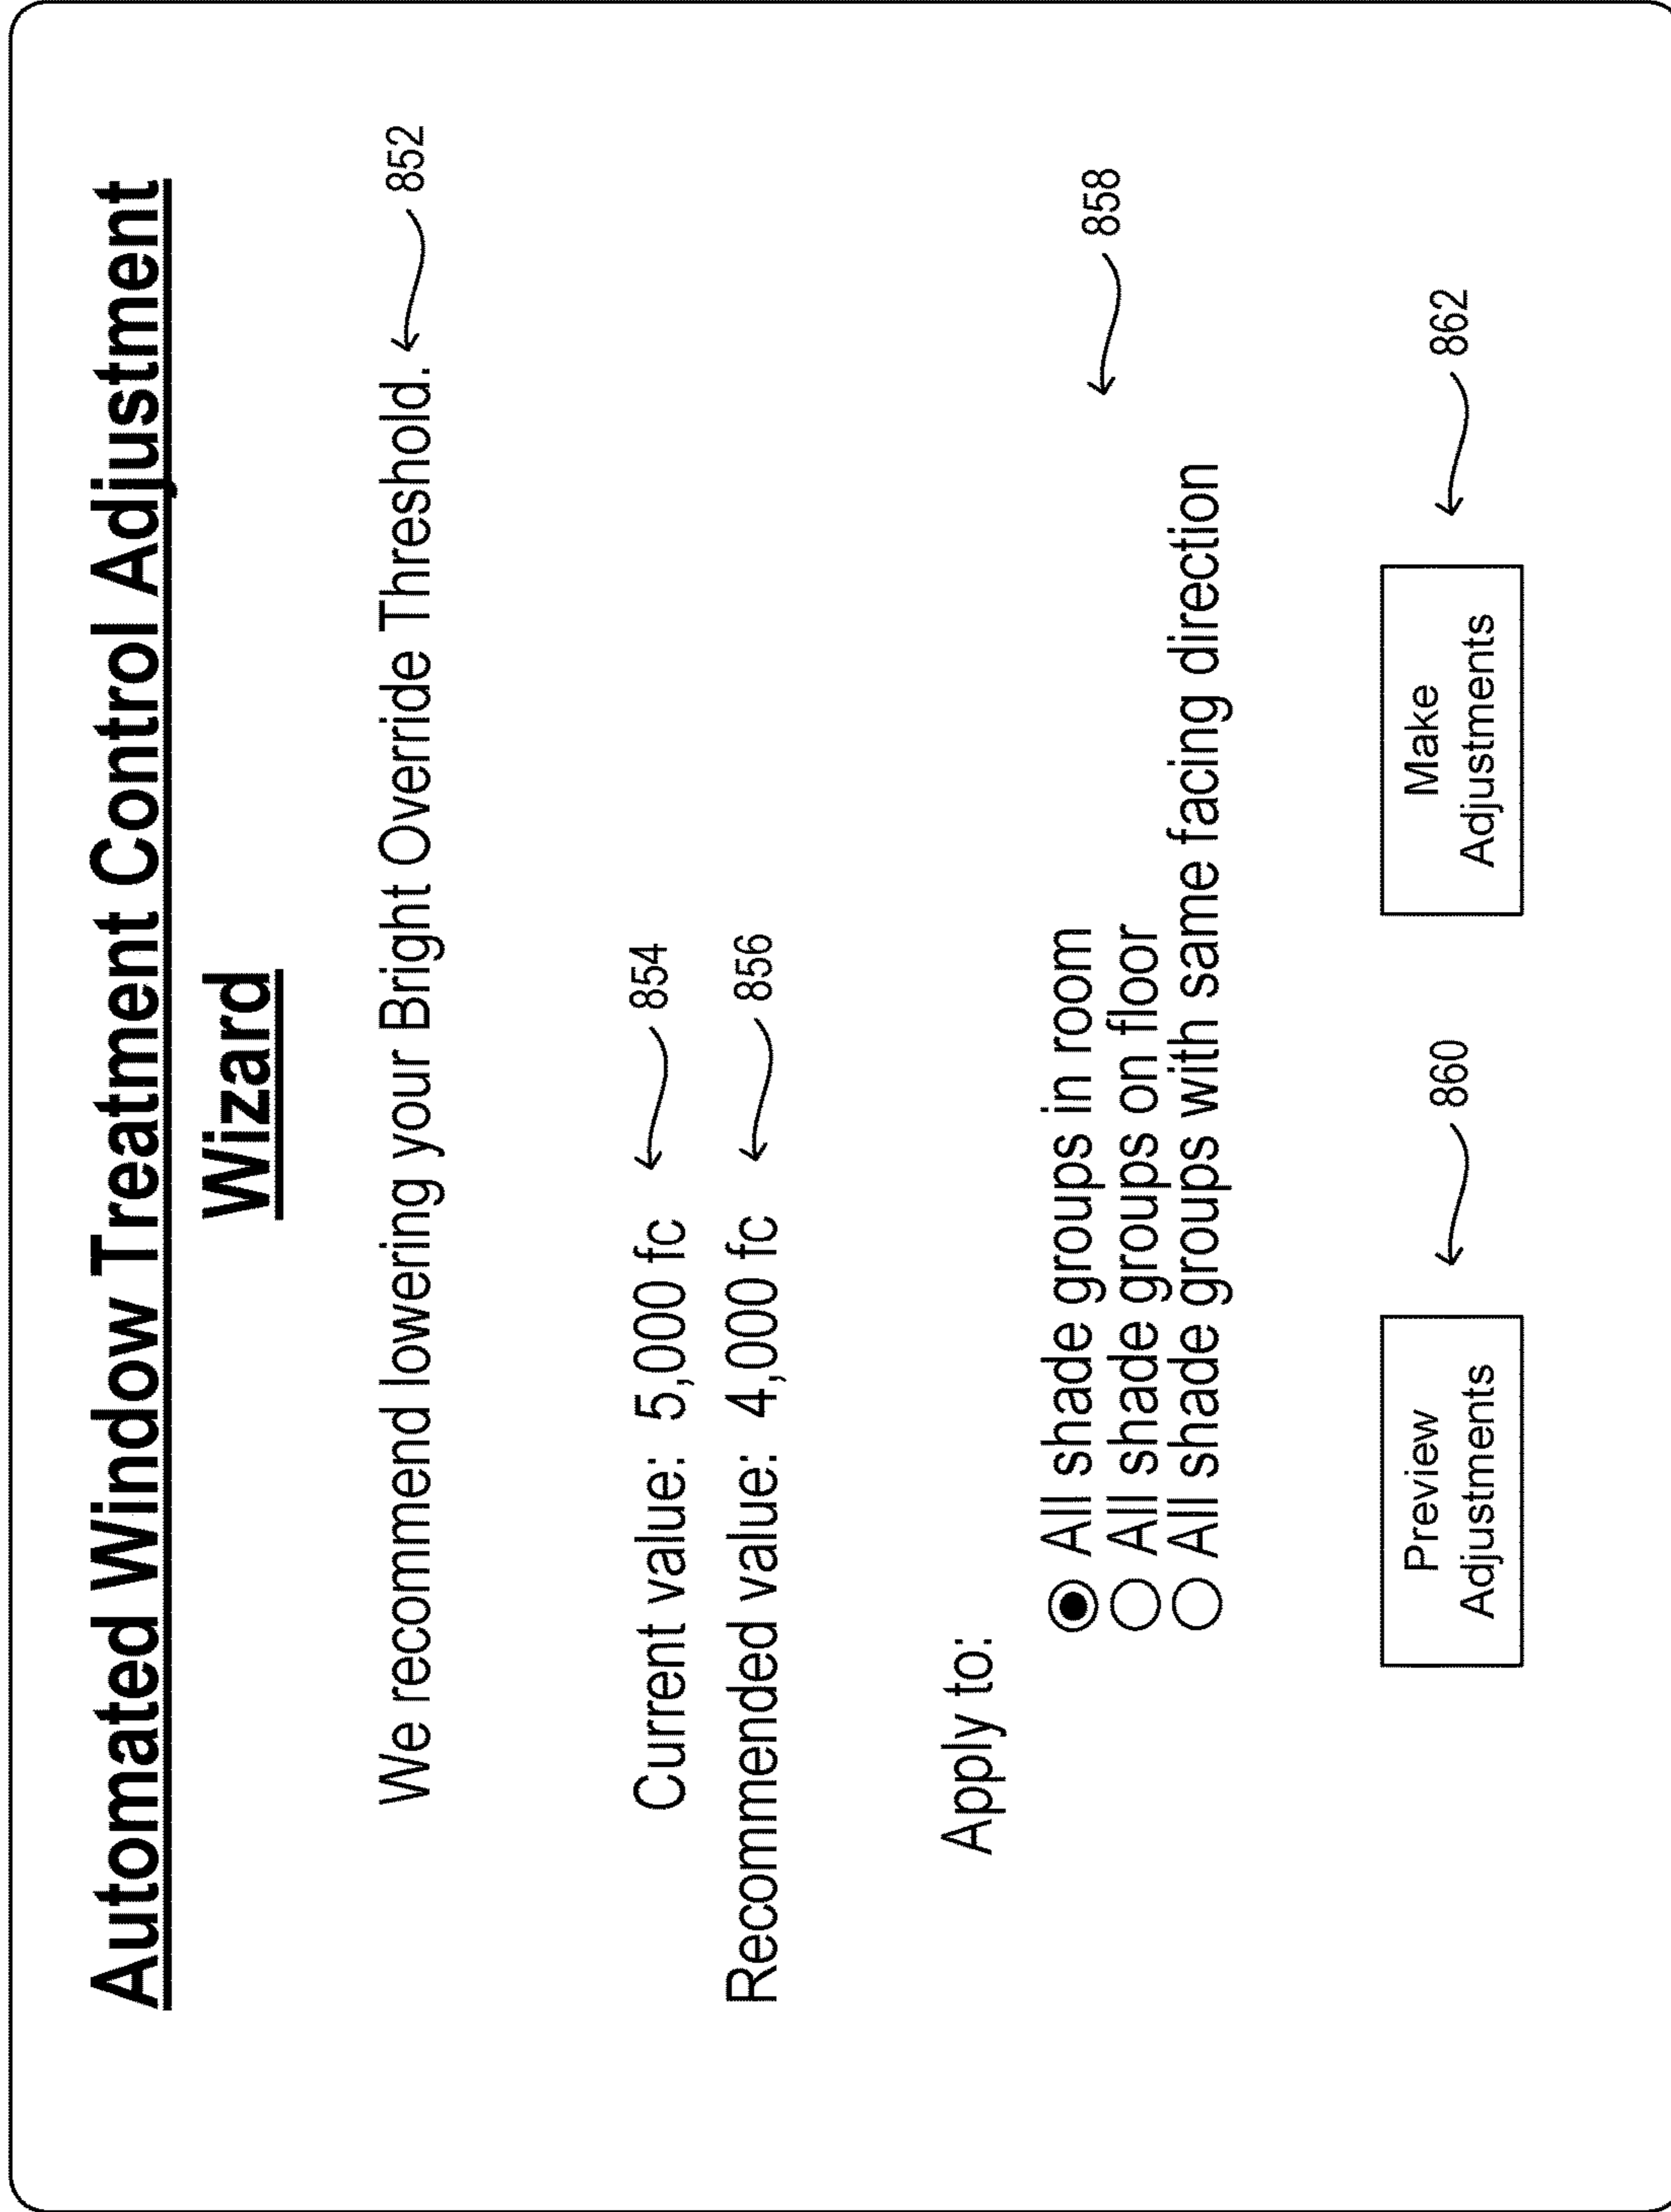 Automated Window Treatment Control Adjustment
Wizard
We recommend lowering your Bright Override Threshold. 852
Current value: 5,000 fc 854
Recommended value: 4,000 fc 856
Apply to:
All shade groups in room
858
All shade groups on floor
All shade groups with same facing direction
Preview
Adjustments
860
Make
Adjustments
862